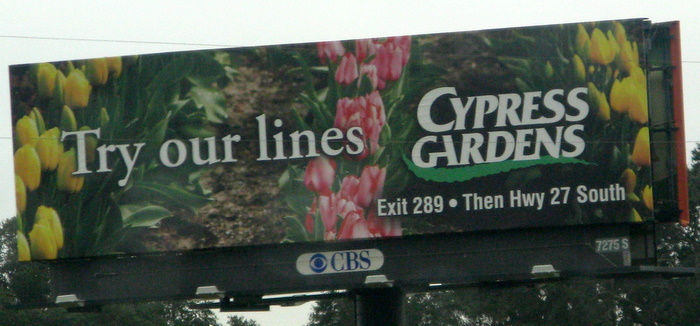 Try our lines
CYPRESS
GARDENS
Exit 289 • Then Hwy 27 South
7275 S
CBS